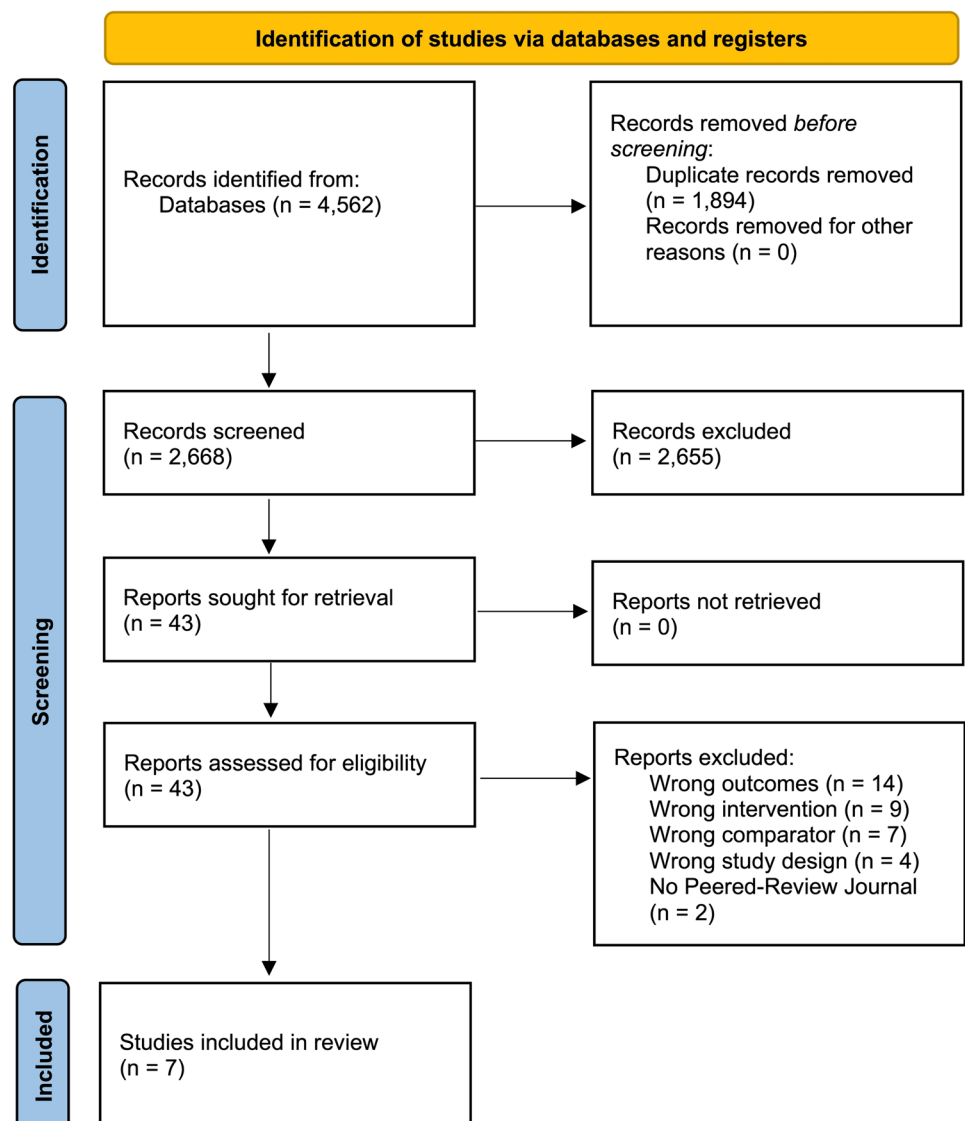 Identification of studies via databases and registers
Identification
Records identified from:
Databases (n = 4,562)
Records removed before
screening:
Duplicate records removed
(n = 1,894)
Records removed for other
reasons (n = 0)
Screening
Records screened
(n = 2,668)
Records excluded
(n = 2,655)
Reports sought for retrieval
(n = 43)
Reports not retrieved
(n = 0)
Reports assessed for eligibility
(n = 43)
Reports excluded:
Wrong outcomes (n = 14)
Wrong intervention (n = 9)
Wrong comparator (n = 7)
Wrong study design (n = 4)
No Peered-Review Journal
(n = 2)
Included
Studies included in review
(n = 7)